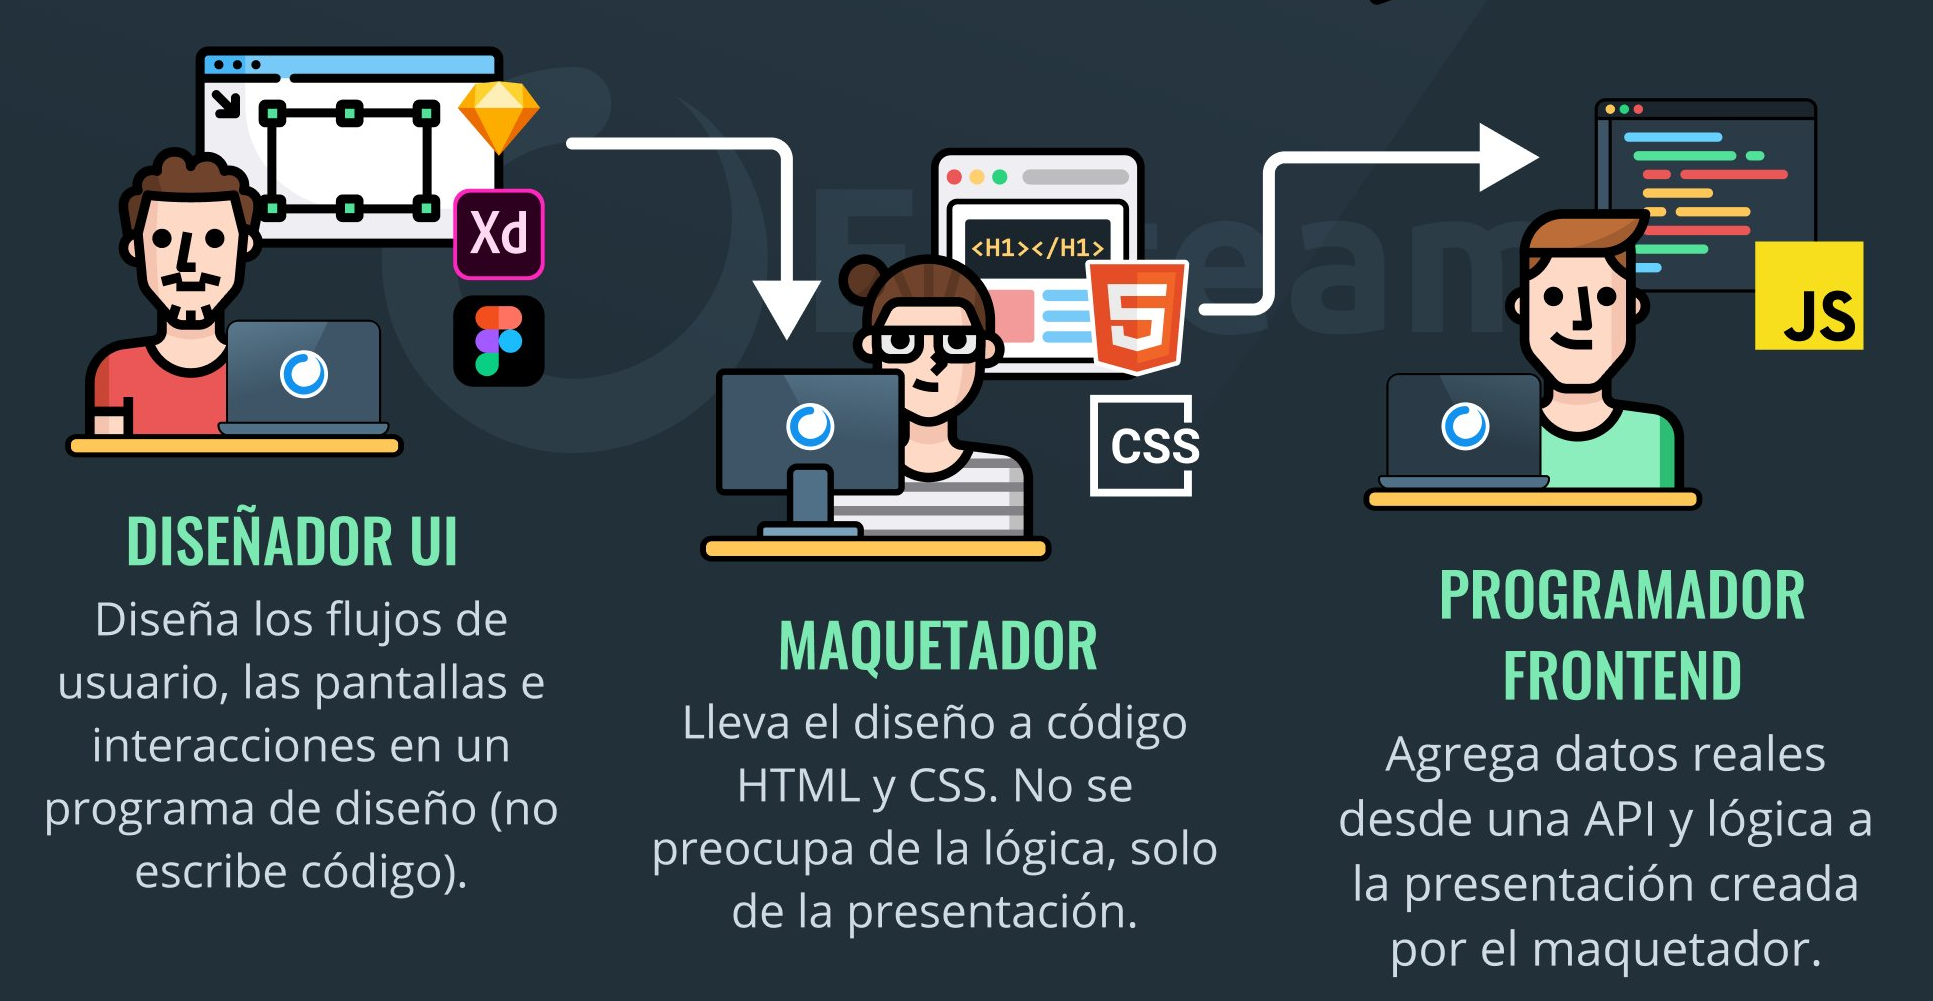 Xd
DISEÑADOR UI
Diseña los flujos de
usuario, las pantallas e
interacciones en un
programa de diseño (no
escribe código).
<H1></H1>
5
CSS
MAQUETADOR
Lleva el diseño a código
HTML y CSS. No se
preocupa de la lógica, solo
de la presentación.
JS
PROGRAMADOR
FRONTEND
Agrega datos reales
desde una API y lógica a
la presentación creada
por el maquetador.